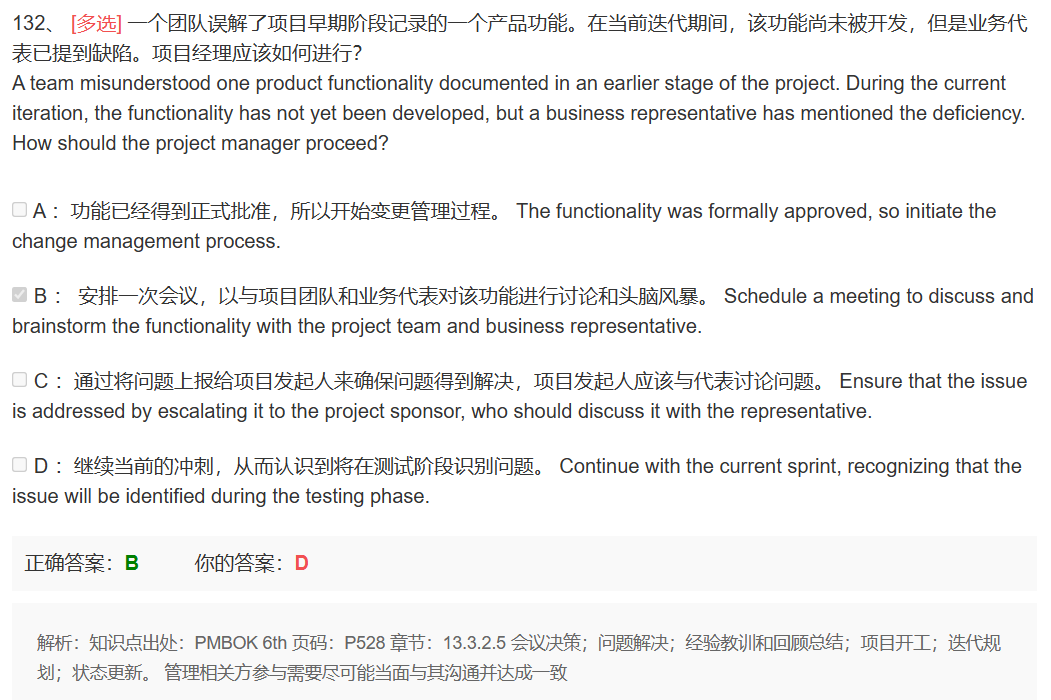 132、 [多选] 一个团队误解了项目早期阶段记录的一个产品功能。在当前迭代期间，该功能尚未被开发，但是业务代
表已提到缺陷。项目经理应该如何进行？
A team misunderstood one product functionality documented in an earlier stage of the project. During the current
iteration, the functionality has not yet been developed, but a business representative has mentioned the deficiency.
How should the project manager proceed?
A： 功能已经得到正式批准，所以开始变更管理过程。 The functionality was formally approved, so initiate the
change management process.
B： 安排一次会议，以与项目团队和业务代表对该功能进行讨论和头脑风暴。 Schedule a meeting to discuss and
brainstorm the functionality with the project team and business representative.
C： 通过将问题上报给项目发起人来确保问题得到解决，项目发起人应该与代表讨论问题。 Ensure that the issue
is addressed by escalating it to the project sponsor, who should discuss it with the representative.
D： 继续当前的冲刺，从而认识到将在测试阶段识别问题。 Continue with the current sprint, recognizing that the
issue will be identified during the testing phase.
正确答案：B 你的答案：D
解析：知识点出处：PMBOK 6th 页码：P528 章节：13.3.2.5 会议决策；问题解决；经验教训和回顾总结；项目开工；迭代规
划；状态更新。 管理相关方参与需要尽可能当面与其沟通并达成一致